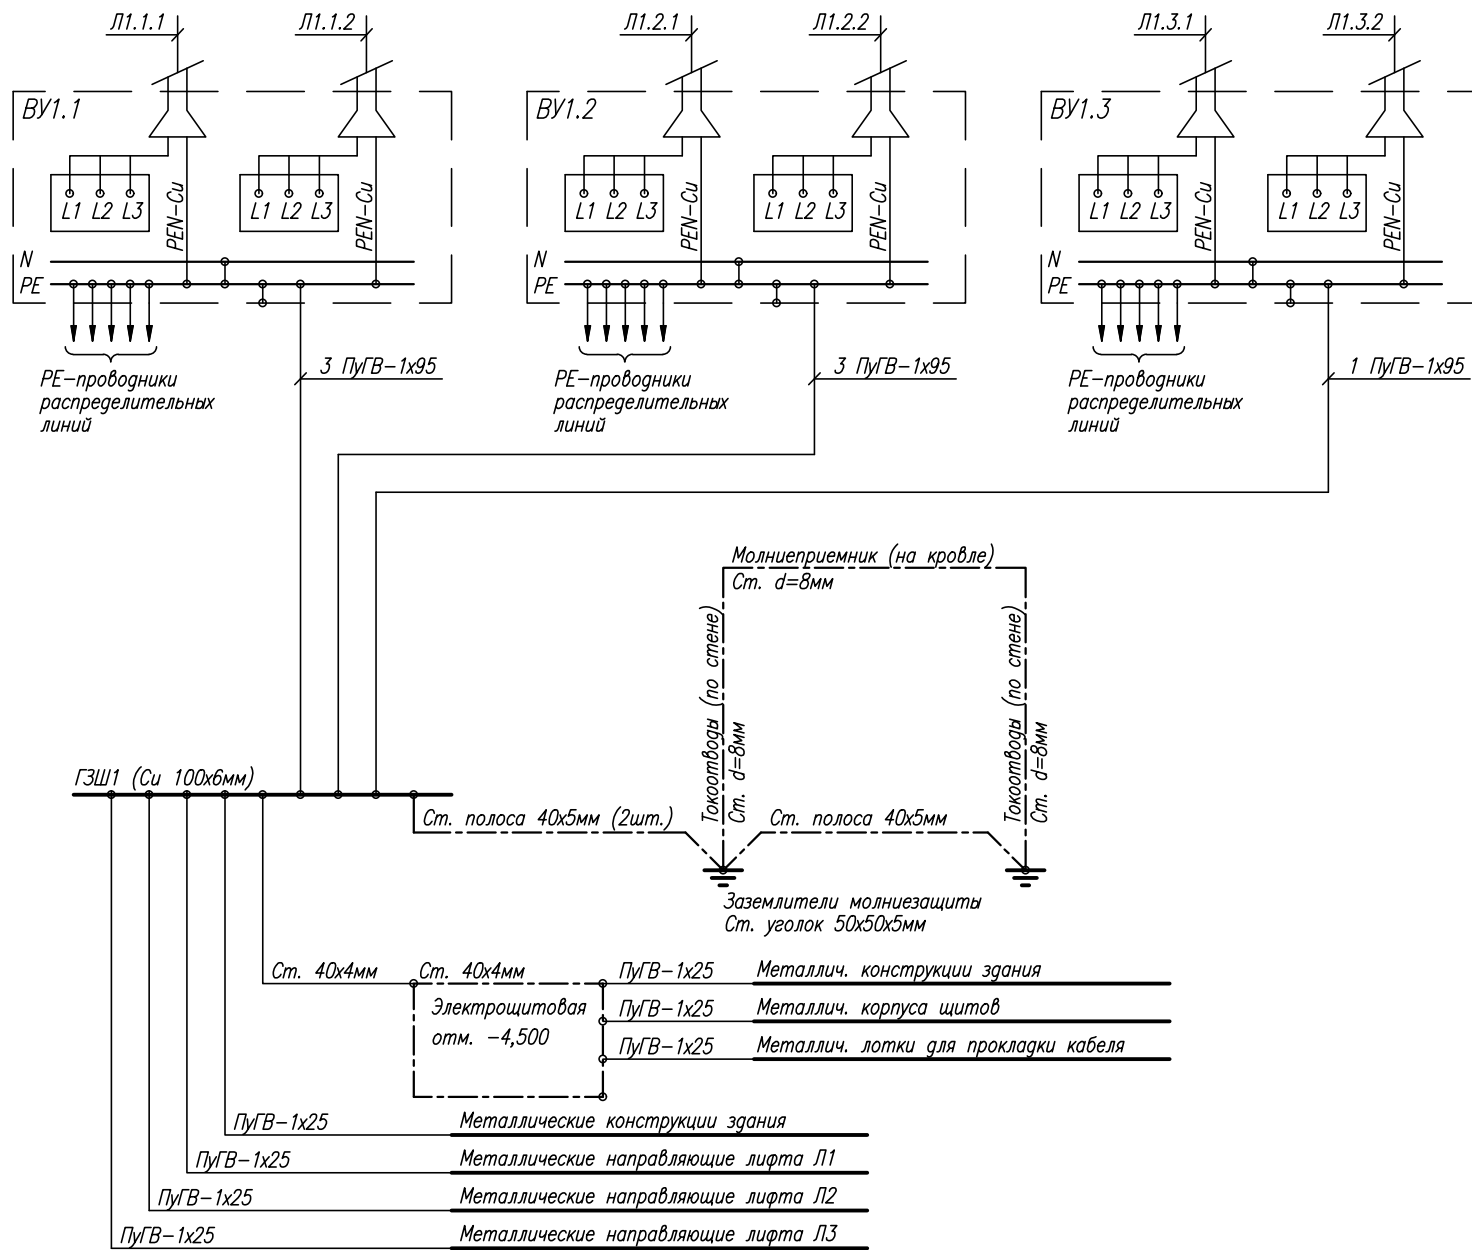 Л1.1.1
Л1.1.2
Л1.2.1
Л1.2.2
Л1.3.1
Л1.3.2
ВУ1.1
L1 L2 L3
PEN-Cu
L1 L2 L3
PEN-Cu
N
PE
ВУ1.2
L1 L2 L3
PEN-Cu
L1 L2 L3
PEN-Cu
N
PE
ВУ1.3
L1 L2 L3
PEN-Cu
L1 L2 L3
PEN-Cu
N
PE
3 ПуГВ-1х95
3 ПуГВ-1х95
1 ПуГВ-1х95
РЕ-проводники
распределительных
линий
РЕ-проводники
распределительных
линий
РЕ-проводники
распределительных
линий
Молниеприемник (на кровле)
Ст. d=8мм
Токоотводы (по стене)
Ст. d=8мм
Токоотводы (по стене)
Ст. d=8мм
ГЗШ1 (Си 100х6мм)
Ст. полоса 40х5мм (2шт.)
Ст. полоса 40х5мм
Заземлители молниезащиты
Ст. уголок 50х50х5мм
Ст. 40х4мм
Ст. 40х4мм
Электрощитовая
отм. -4,500
ПуГВ-1х25
Металлич. конструкции здания
ПуГВ-1х25
Металлич. корпуса щитов
ПуГВ-1х25
Металлич. лотки для прокладки кабеля
ПуГВ-1х25
Металлические конструкции здания
ПуГВ-1х25
Металлические направляющие лифта Л1
ПуГВ-1х25
Металлические направляющие лифта Л2
ПуГВ-1х25
Металлические направляющие лифта Л3